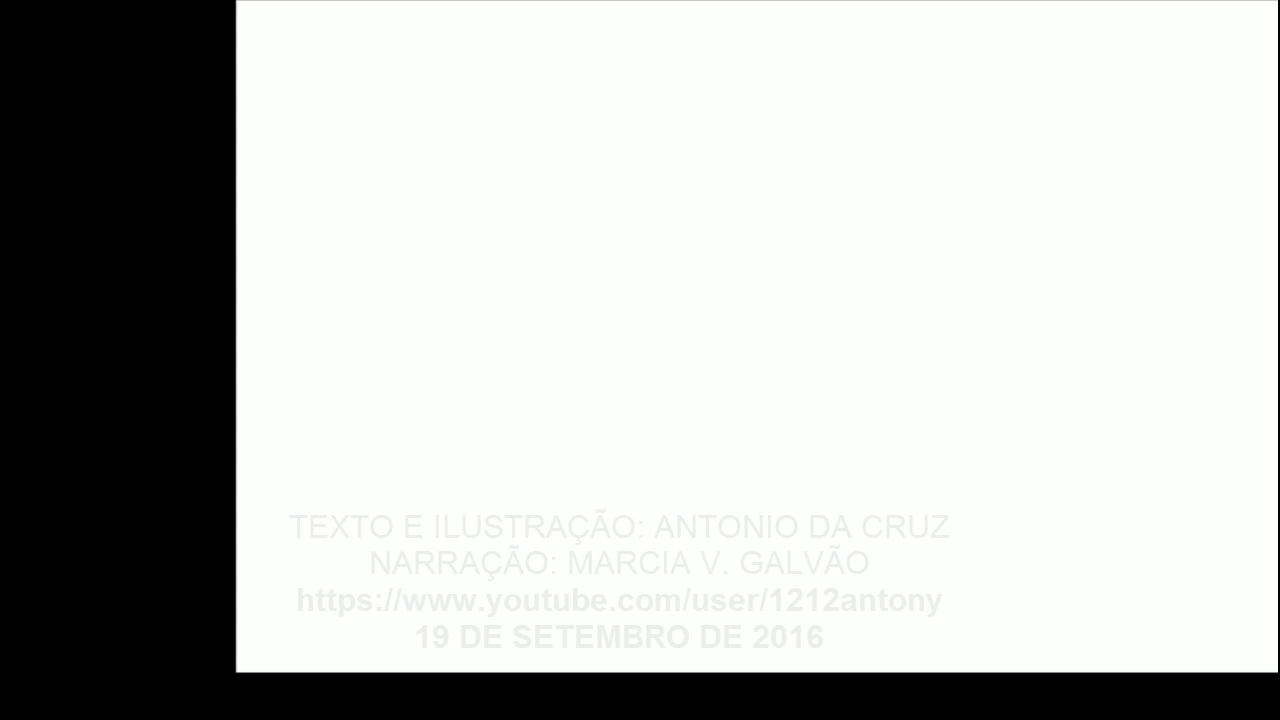 TEXTO E ILUSTRAÇÃO: ANTONIO DA CRUZ
NARRAÇÃO: MARCIA V. GALVÃO
https://www.youtube.com/user/1212antony
19 DE SETEMBRO DE 2016